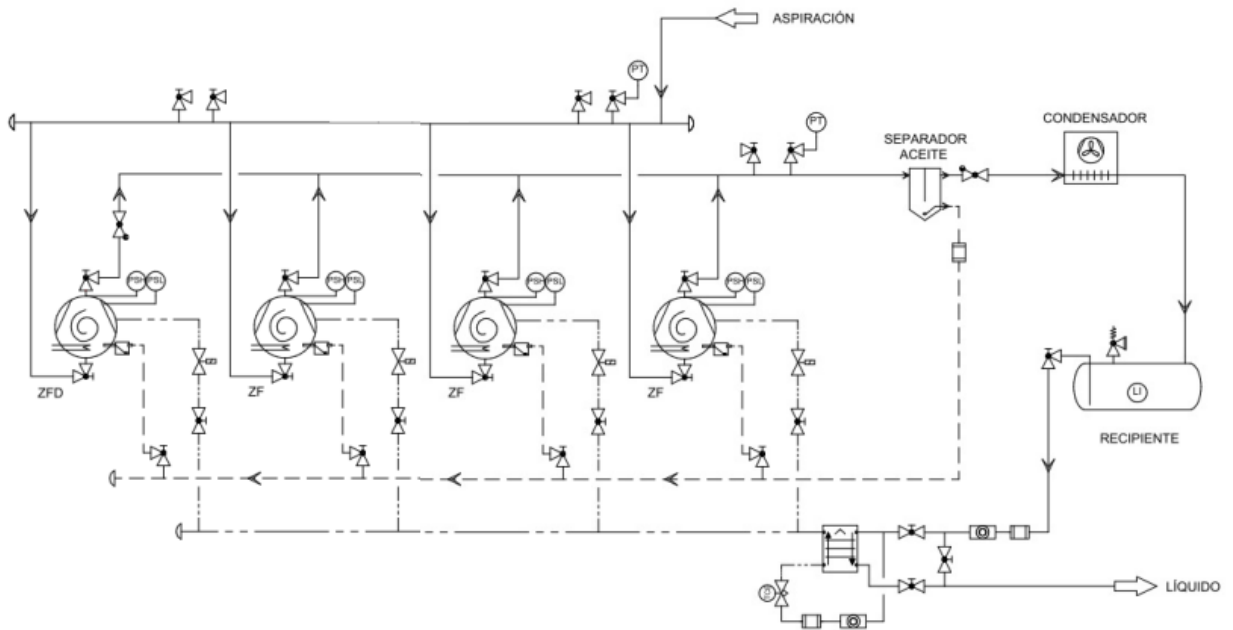 ASPIRACIÓN
PT
PT
SEPARADOR
ACEITE
CONDENSADOR
PSH PSL
PSH PSL
PSH PSL
PSH PSL
ZFD
ZF
ZF
ZF
LI
RECIPIENTE
LÍQUIDO